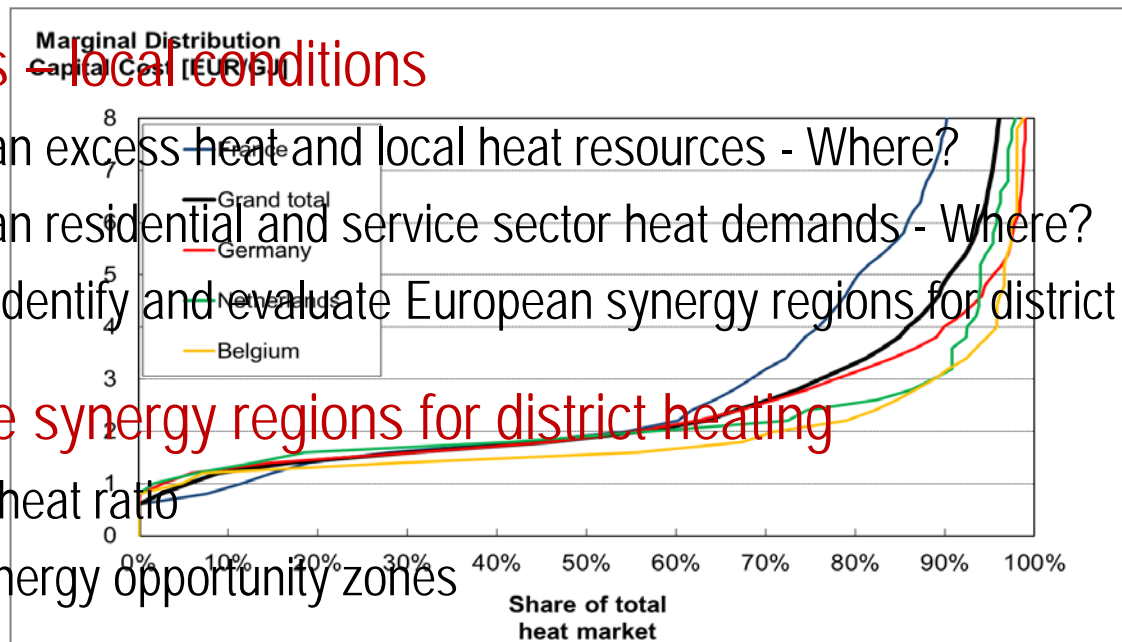 Marginal Distribution
Capital Cost [EUR/GJ]
s – local conditions
8
an excess heat and local heat resources - Where?
France
7
Grand total
6
an residential and service sector heat demands - Where?
Germany
5
identify and evaluate European synergy regions for district
Netherlands
4
Belgium
3
e synergy regions for district heating
2
1
heat ratio
0
0% 10% 20% 30% 40% 50% 60% 70% 80% 90% 100%
nergy opportunity zones
Share of total
heat market